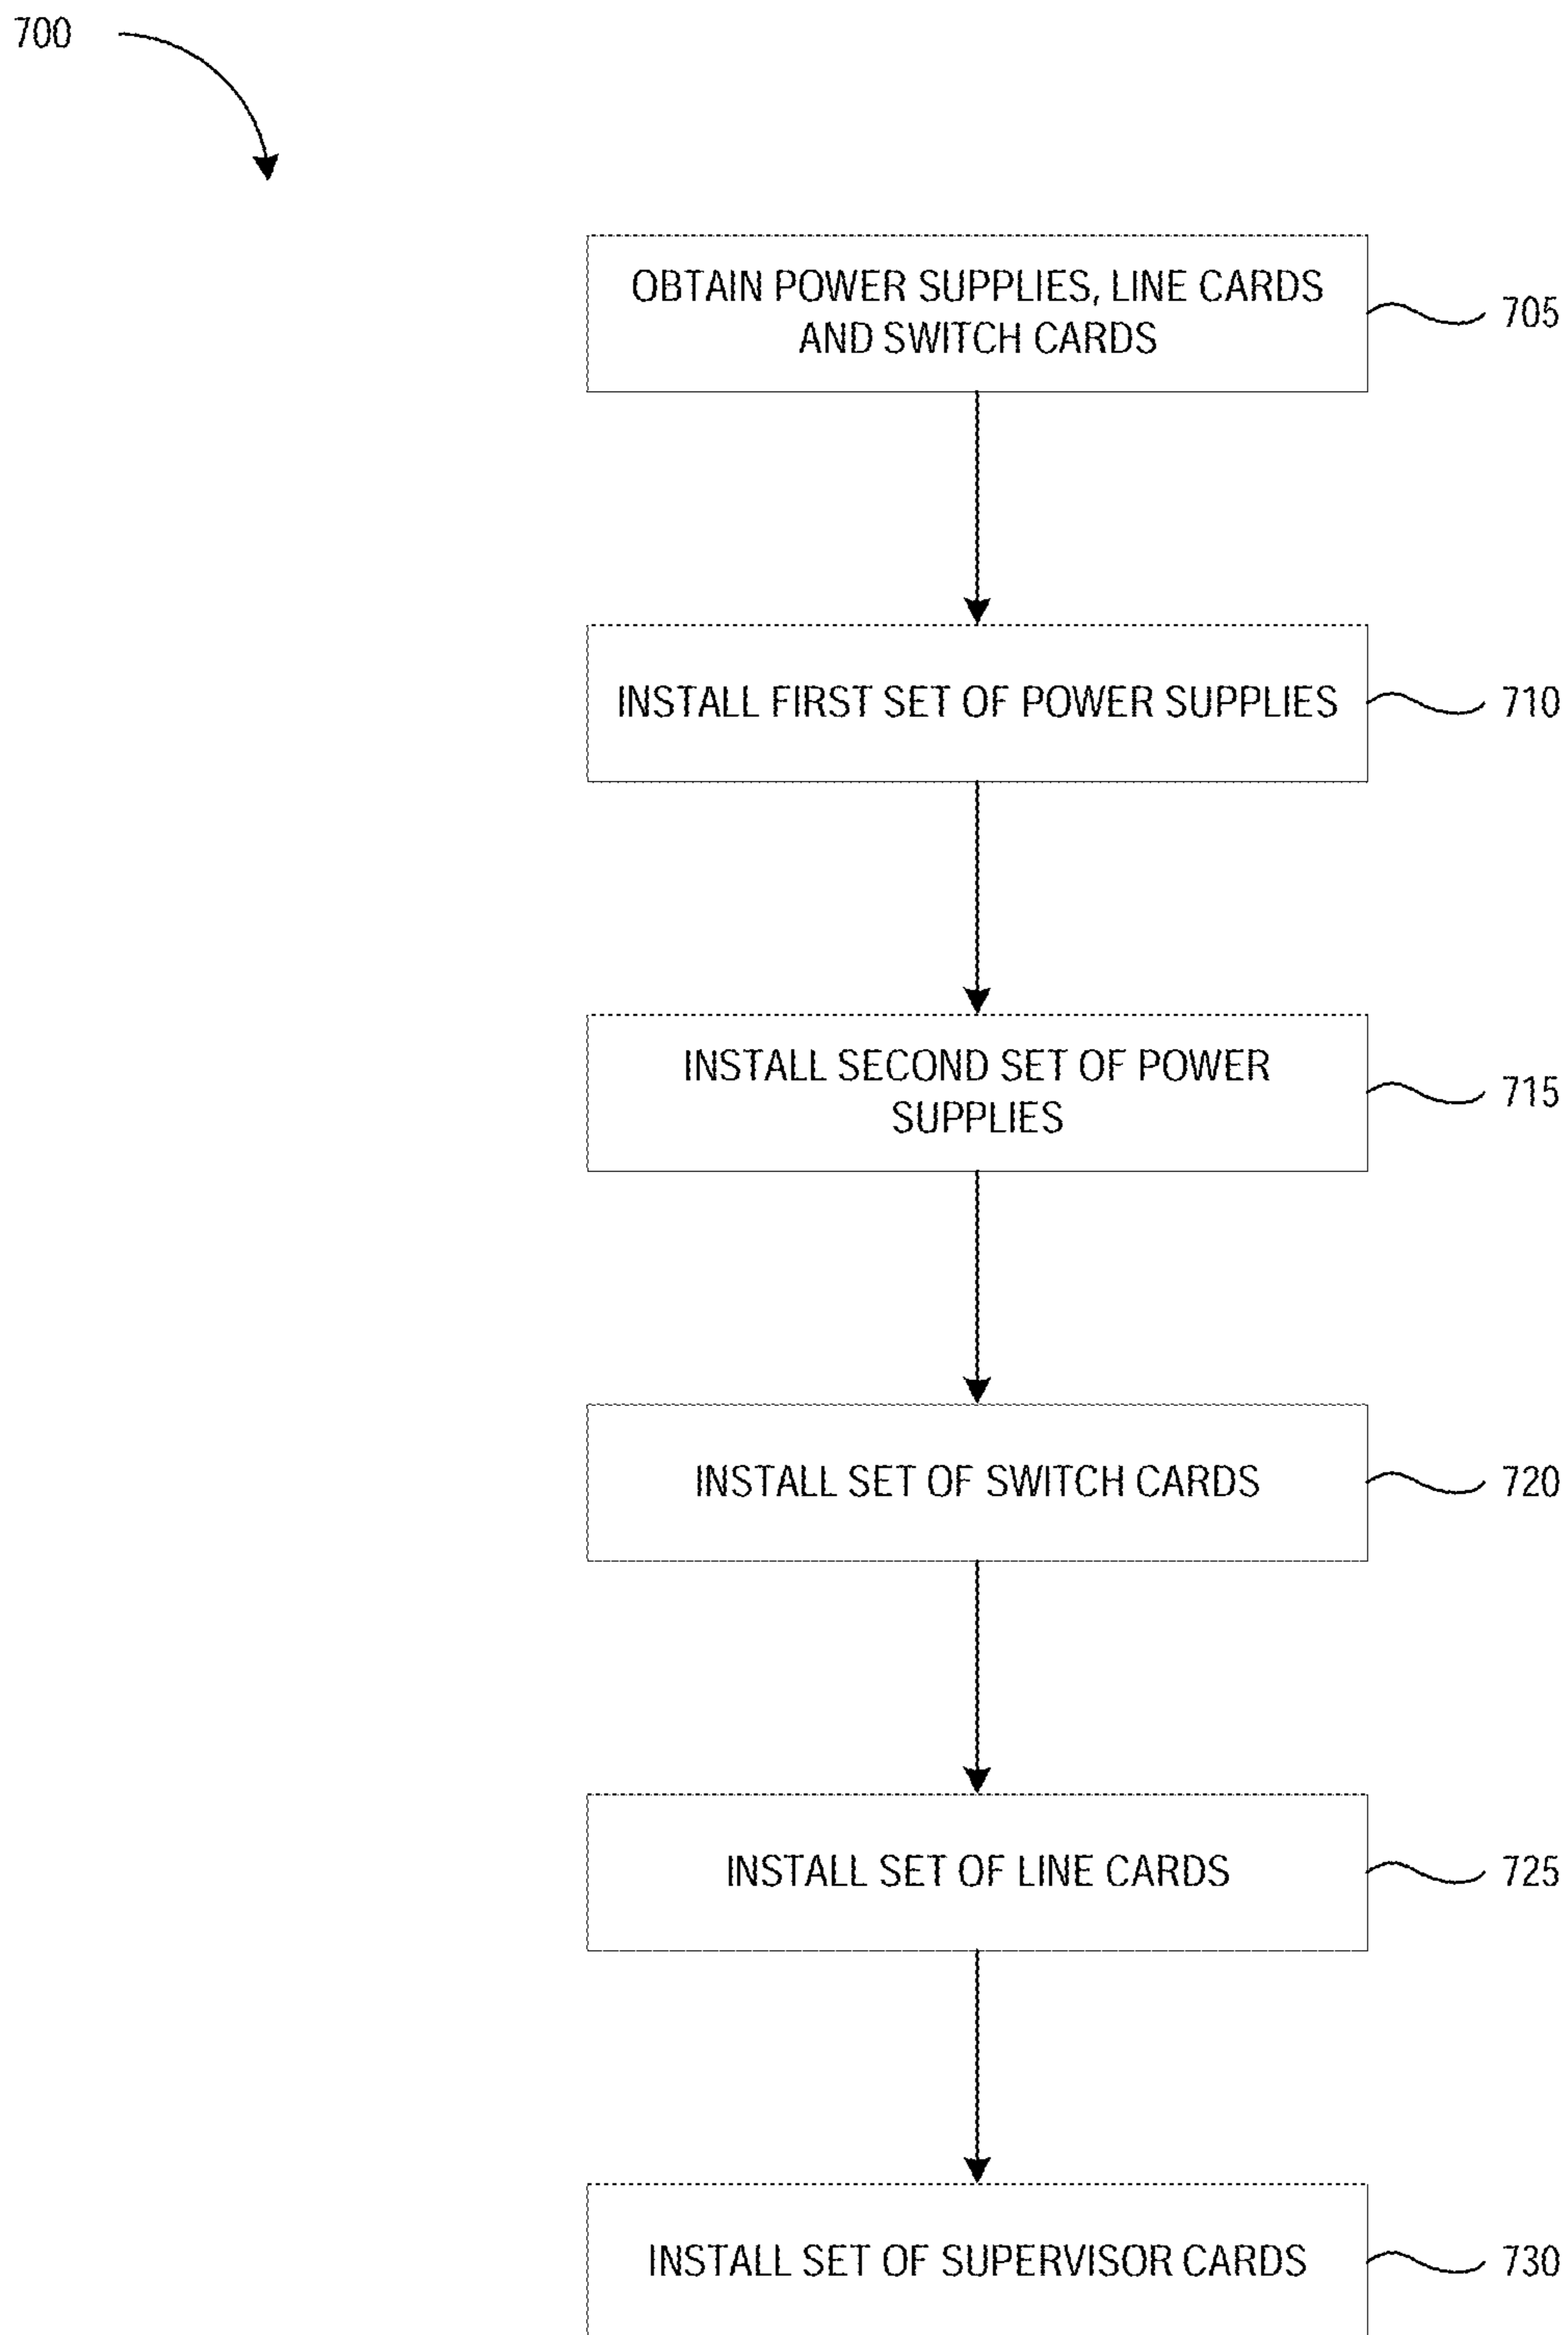 700
OBTAIN POWER SUPPLIES, LINE CARDS
AND SWITCH CARDS
705
INSTALL FIRST SET OF POWER SUPPLIES
710
INSTALL SECOND SET OF POWER
SUPPLIES
715
INSTALL SET OF SWITCH CARDS
720
INSTALL SET OF LINE CARDS
725
INSTALL SET OF SUPERVISOR CARDS
730